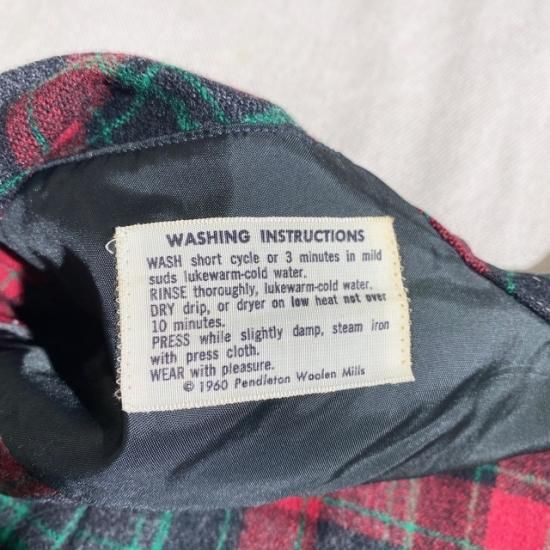 WASHING INSTRUCTIONS
WASH short cycle or 3 minutes in mild
suds lukewarm-cold water.
RINSE thoroughly, lukewarm-cold water.
DRY drip, or dryer on low heat not over
10 minutes.
PRESS while slightly damp, steam iron
with press cloth.
WEAR with pleasure.
© 1960 Pendleton Woolen Mills